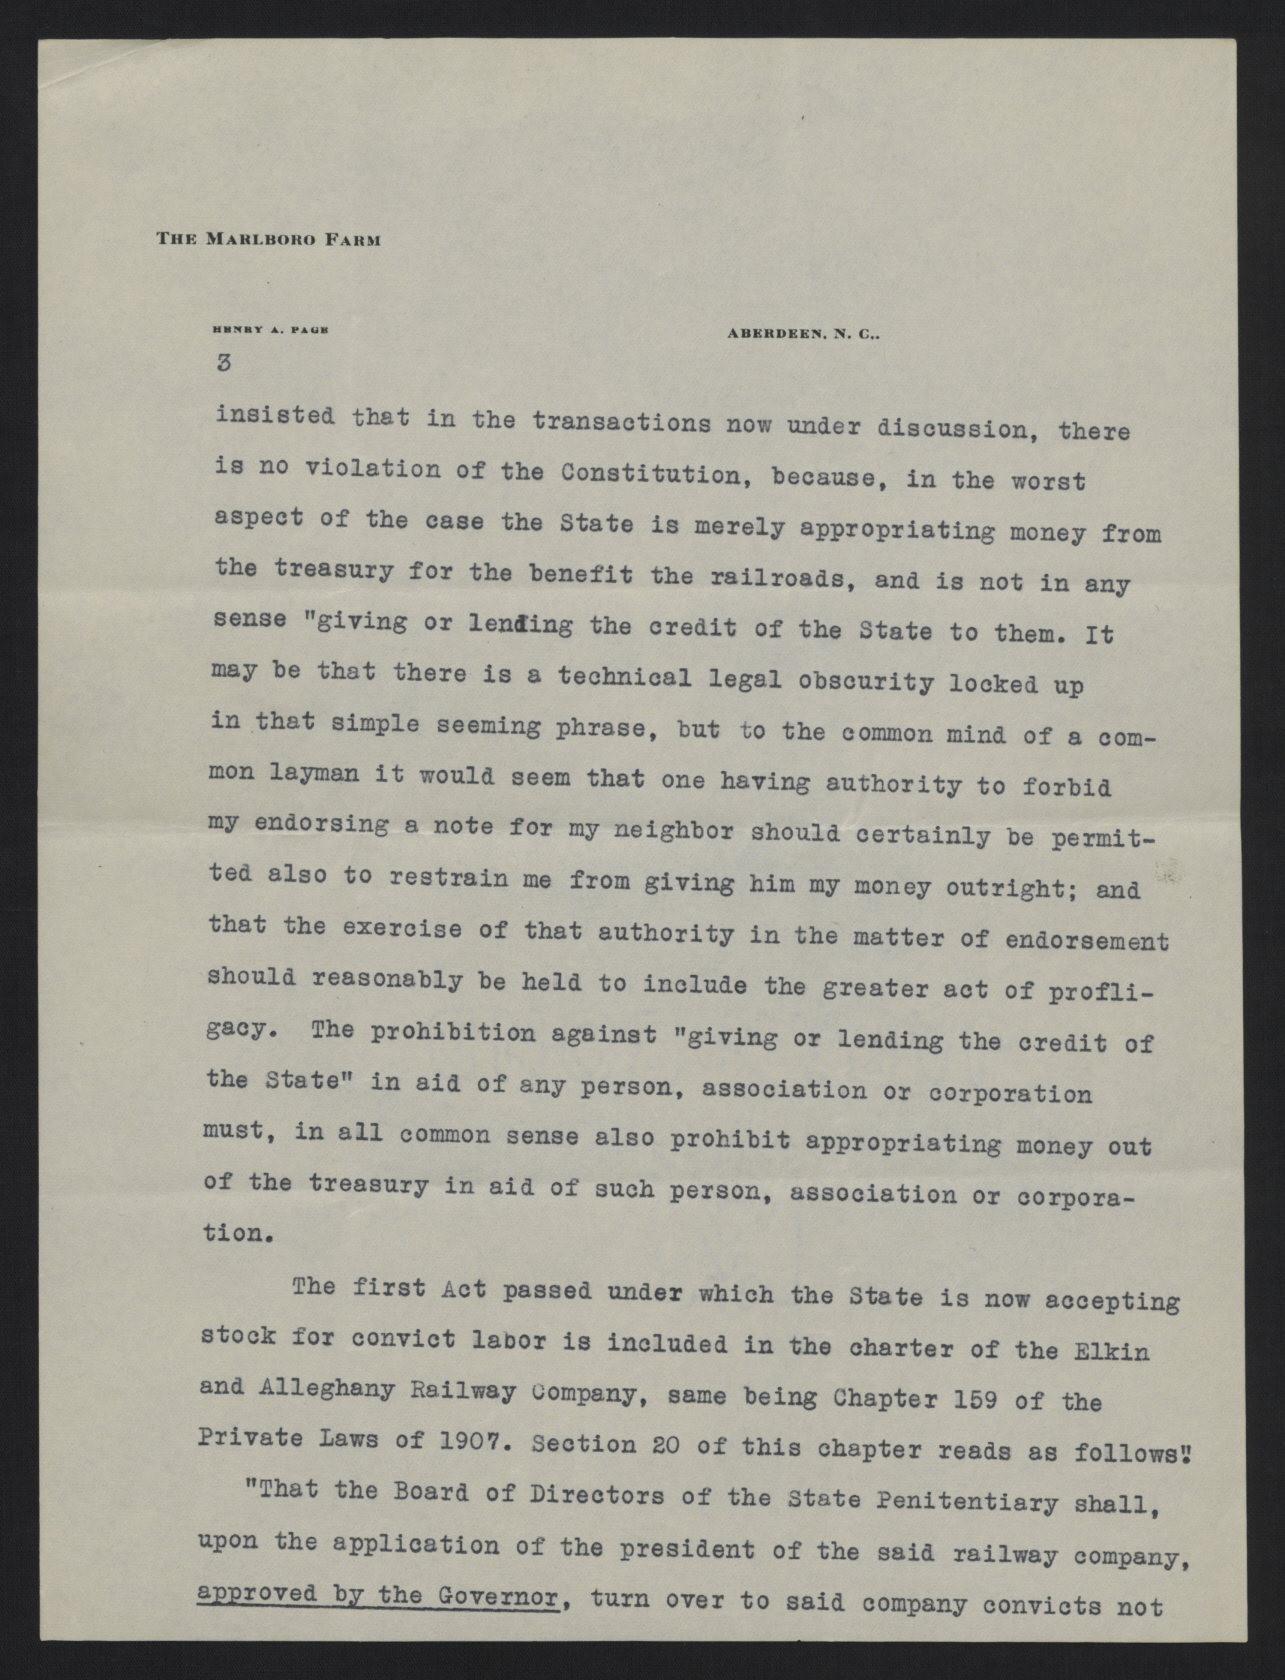 THE MARLBORO FARM
HENRY A. PAGE
ABERDEEN, N. C.,
3
insisted that in the transactions now under discussion, there
is no violation of the Constitution, because, in the worst
aspect of the case the State is merely appropriating money from
the treasury for the benefit the railroads, and is not in any
sense "giving or lending the credit of the State to them. It
may be that there is a technical legal obscurity locked up
in that simple seeming phrase, but to the common mind of a com-
mon layman it would seem that one having authority to forbid
my endorsing a note for my neighbor should certainly be permit-
ted also to restrain me from giving him my money outright; and
that the exercise of that authority in the matter of endorsement
should reasonably be held to include the greater act of profli-
gacy. The prohibition against "giving or lending the credit of
the State" in aid of any person, association or corporation
must, in all common sense also prohibit appropriating money out
of the treasury in aid of such person, association or corpora-
tion.
The first Act passed under which the State is now accepting
stock for convict labor is included in the charter of the Elkin
and Alleghany Railway Company, same being Chapter 159 of the
Private Laws of 1907. Section 20 of this chapter reads as follows":
"That the Board of Directors of the State Penitentiary shall,
upon the application of the president of the said railway company,
approved by the Governor, turn over to said company convicts not